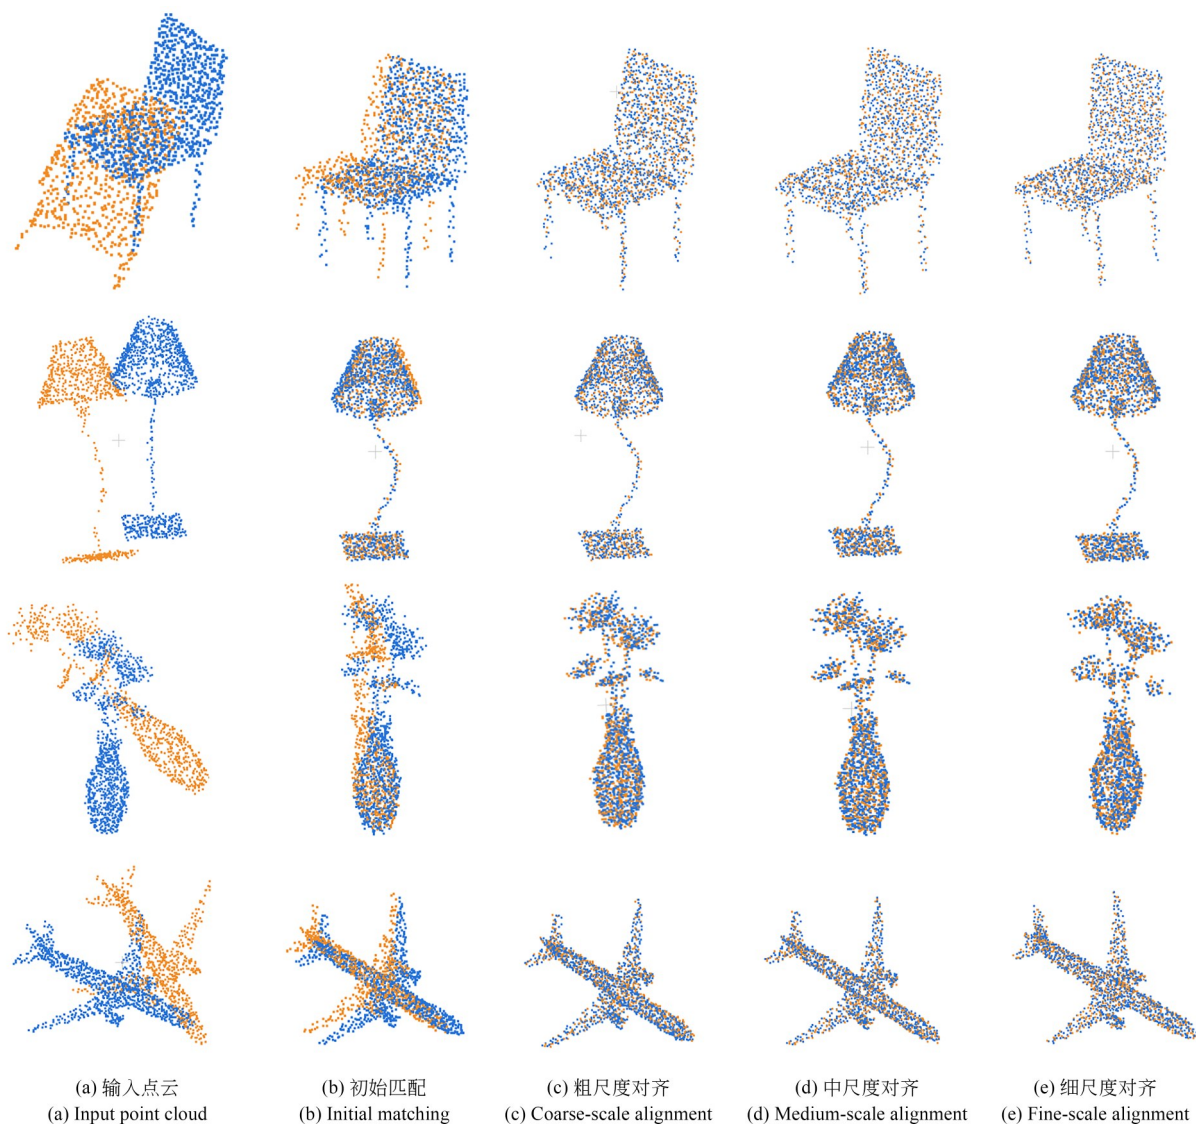 (a) 输入点云
(b) 初始匹配
(c) 粗尺度对齐
(d) 中尺度对齐
(e) 细尺度对齐
(a) Input point cloud
(b) Initial matching
(c) Coarse-scale alignment
(d) Medium-scale alignment
(e) Fine-scale alignment